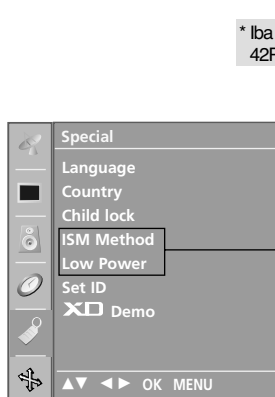 * Iba
42F
Special
Language
Country
Child lock
ISM Method
Low Power
Set ID
XD Demo
▲▼ ◄► OK MENU